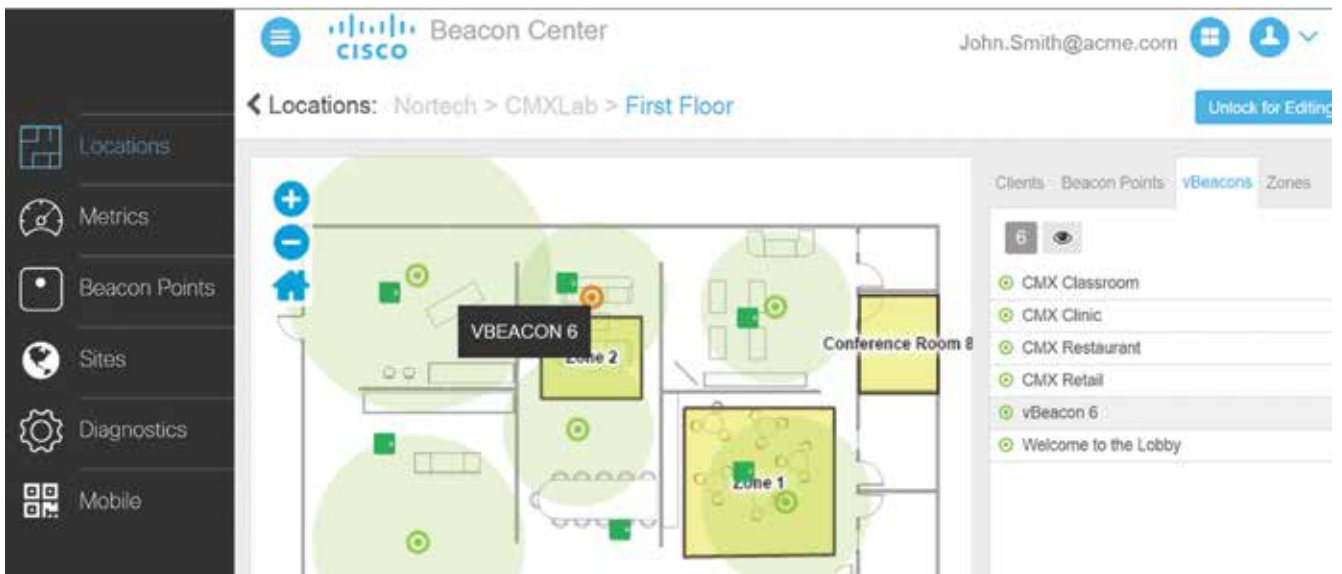 CISCO
Beacon Center
John.Smith@acme.com
Locations: Nortech > CMXLab > First Floor
Unlock for Editing
Locations
Metrics
Beacon Points
Sites
Diagnostics
Mobile
VBEACON 6
Zone 2
Conference Room 8
Zone 1
Clients Beacon Points vBeacons Zones
6
CMX Classroom
CMX Clinic
CMX Restaurant
CMX Retail
vBeacon 6
Welcome to the Lobby